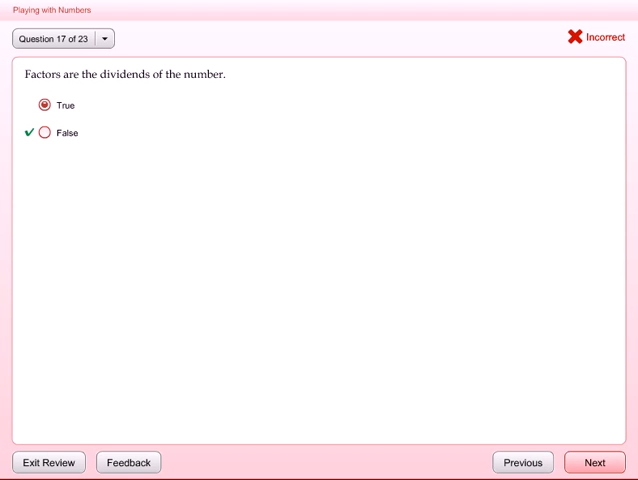 Playing with Numbers
Question 17 of 23
Incorrect
Factors are the dividends of the number.
True
False
Exit Review
Feedback
Previous
Next